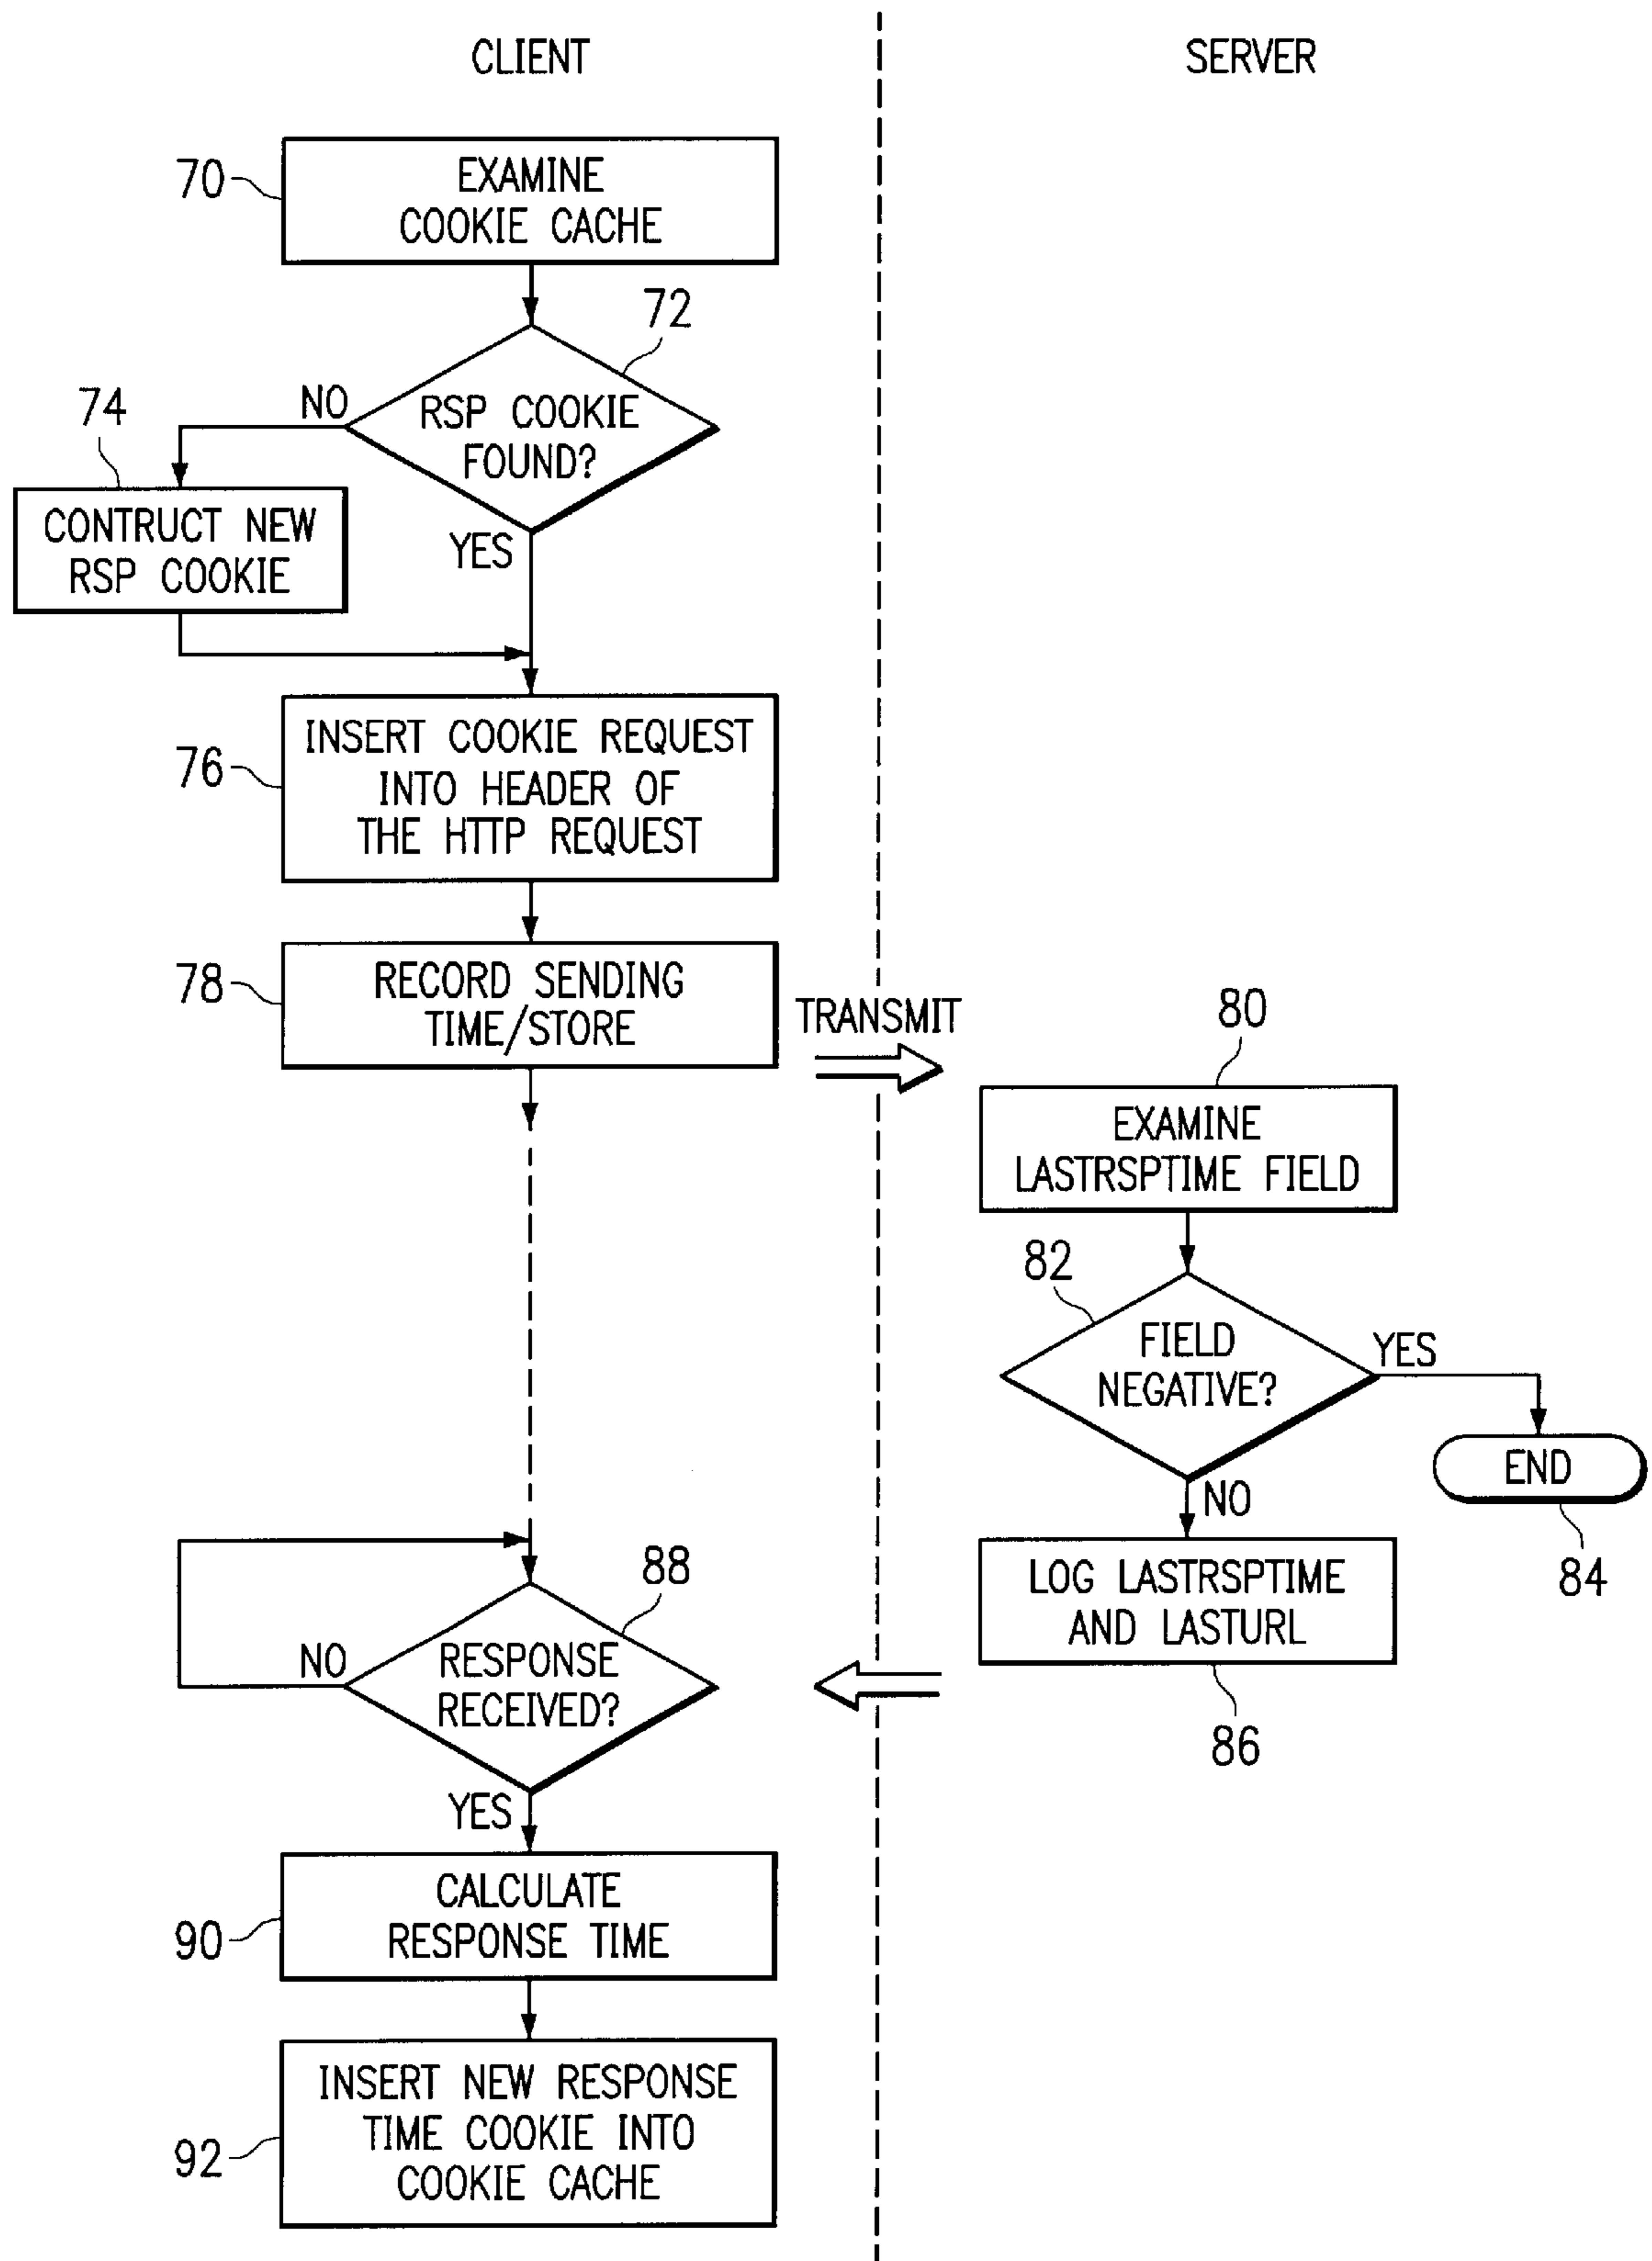 CLIENT
SERVER
70
EXAMINE
COOKIE CACHE
72
RSP COOKIE
FOUND?
NO
YES
74
CONTRUCT NEW
RSP COOKIE
76
INSERT COOKIE REQUEST
INTO HEADER OF
THE HTTP REQUEST
78
RECORD SENDING
TIME/STORE
TRANSMIT
80
EXAMINE
LASTRSPTIME FIELD
82
FIELD
NEGATIVE?
YES
END
84
NO
LOG LASTRSPTIME
AND LASTURL
86
88
RESPONSE
RECEIVED?
NO
YES
90
CALCULATE
RESPONSE TIME
92
INSERT NEW RESPONSE
TIME COOKIE INTO
COOKIE CACHE